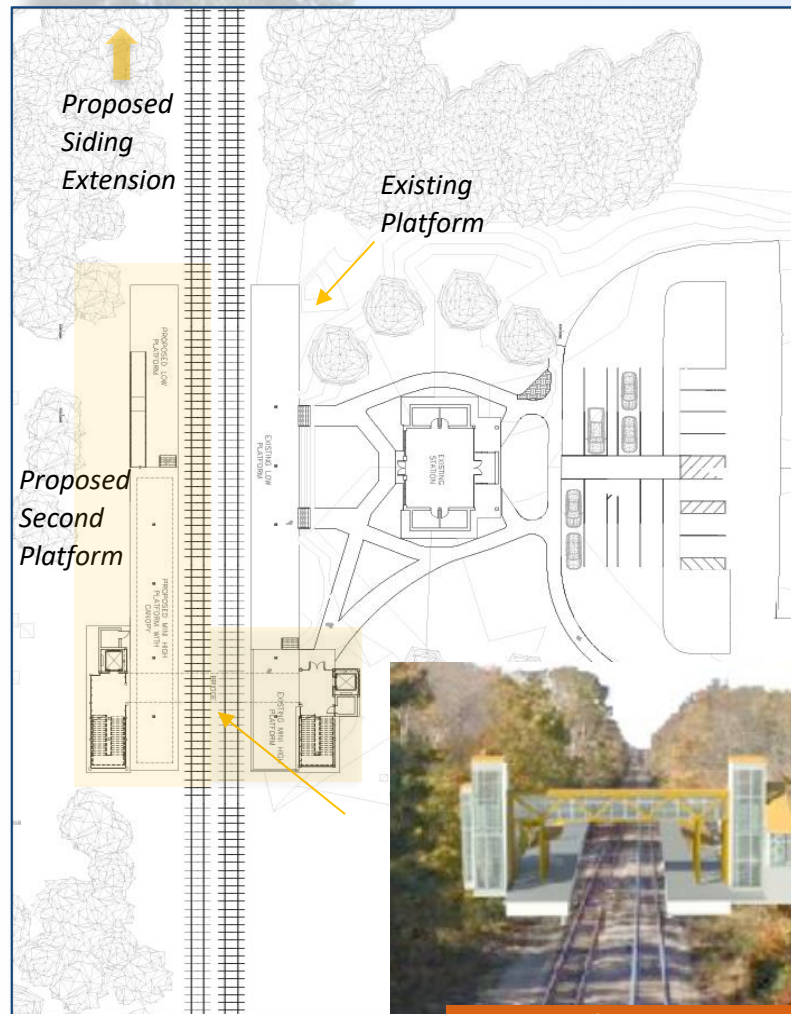 Proposed
Siding
Extension
Existing
Platform
PROPOSED LOW
PLATFORM
EXISTING LOW
PLATFORM
EXISTING
STATION
Proposed
Second
Platform
PROPOSED MINI HIGH
PLATFORM WITH
CANOPY
BRIDGE
EXISTING MINI HIGH
PLATFORM